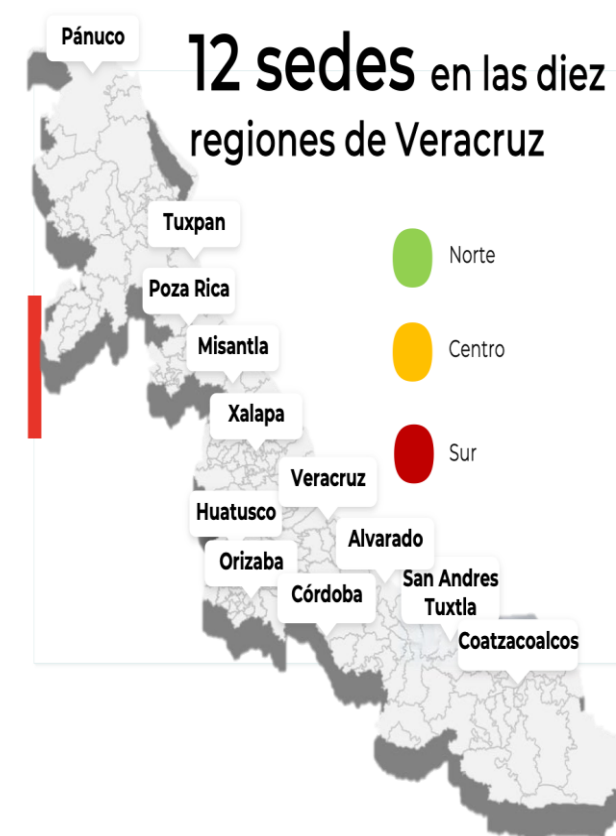 Pánuco
12 sedes en las diez
regiones de Veracruz
Tuxpan
Norte
Poza Rica
Misantla
Centro
Xalapa
Sur
Veracruz
Huatusco
Alvarado
Orizaba
Córdoba
San Andres
Tuxtla
Coatzacoalcos